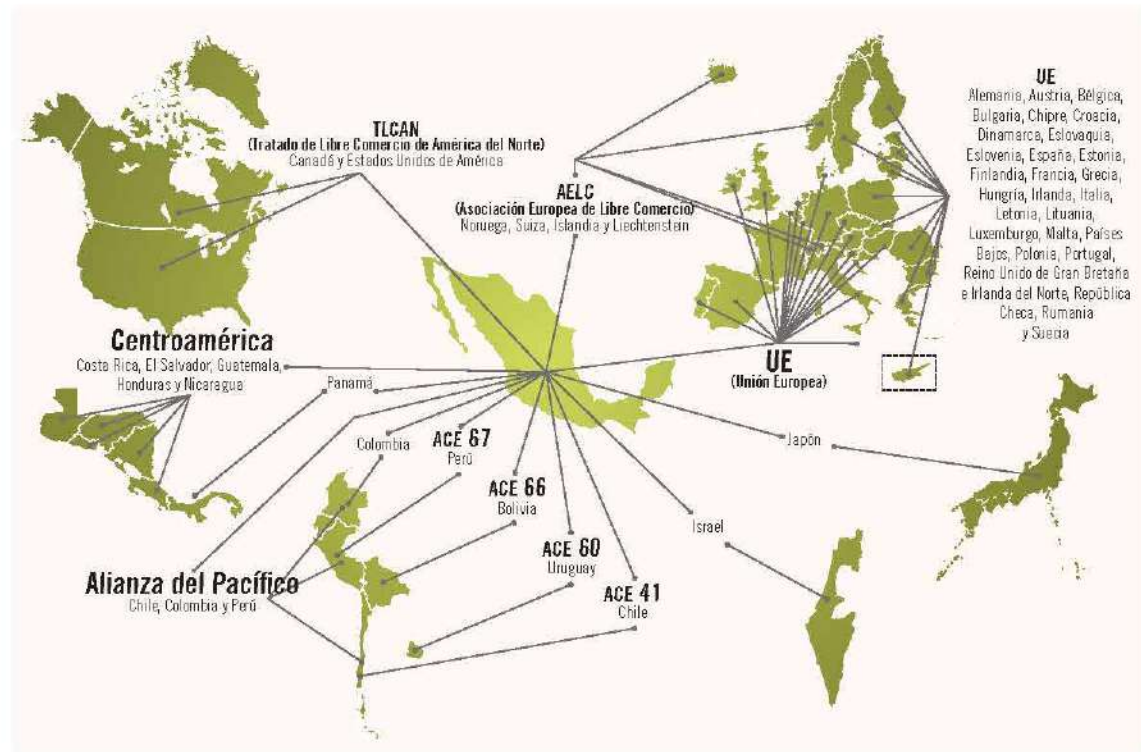 TLCAN
(Tratado de Libre Comercio de América del Norte)
Canadá y Estados Unidos de América
AELC
(Asociación Europea de Libre Comercio)
Noruega, Suiza, Islandia y Liechtenstein
UE
Alemania, Austria, Bélgica,
Bulgaria, Chipre, Croacia,
Dinamarca, Eslovaquia,
Eslovenia, España, Estonia,
Finlandia, Francia, Grecia,
Hungría, Irlanda, Italia,
Letonia, Lituania,
Luxemburgo, Malta, Países
Bajos, Polonia, Portugal,
Reino Unido de Gran Bretaña
e Irlanda del Norte, República
Checa, Rumania
y Suecia
Centroamérica
Costa Rica, El Salvador, Guatemala,
Honduras y Nicaragua
Panamá
UE
(Unión Europea)
Colombia
ACE 67
Perú
Japón
ACE 66
Bolivia
Israel
ACE 60
Uruguay
Alianza del Pacífico
Chile, Colombia y Perú
ACE 41
Chile